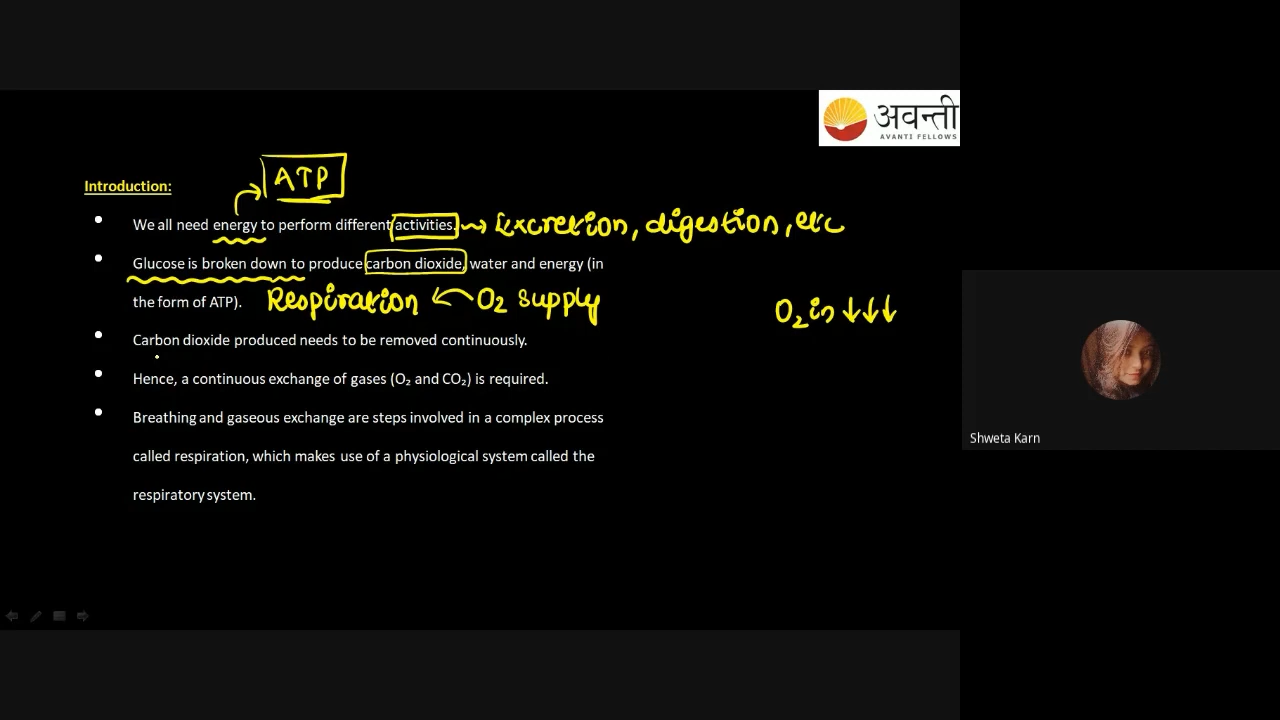 अवन्ती
AVANTI FELLOWS
ATP
Introduction:
We all need energy to perform different activities. Excretion, digestion, etc
Glucose is broken down to produce carbon dioxide, water and energy (in
the form of ATP). Respiration O₂ supply
O₂ in ↓↓↓
Carbon dioxide produced needs to be removed continuously.
Hence, a continuous exchange of gases (O₂ and CO₂) is required.
Breathing and gaseous exchange are steps involved in a complex process
called respiration, which makes use of a physiological system called the
respiratory system.
Shweta Karn